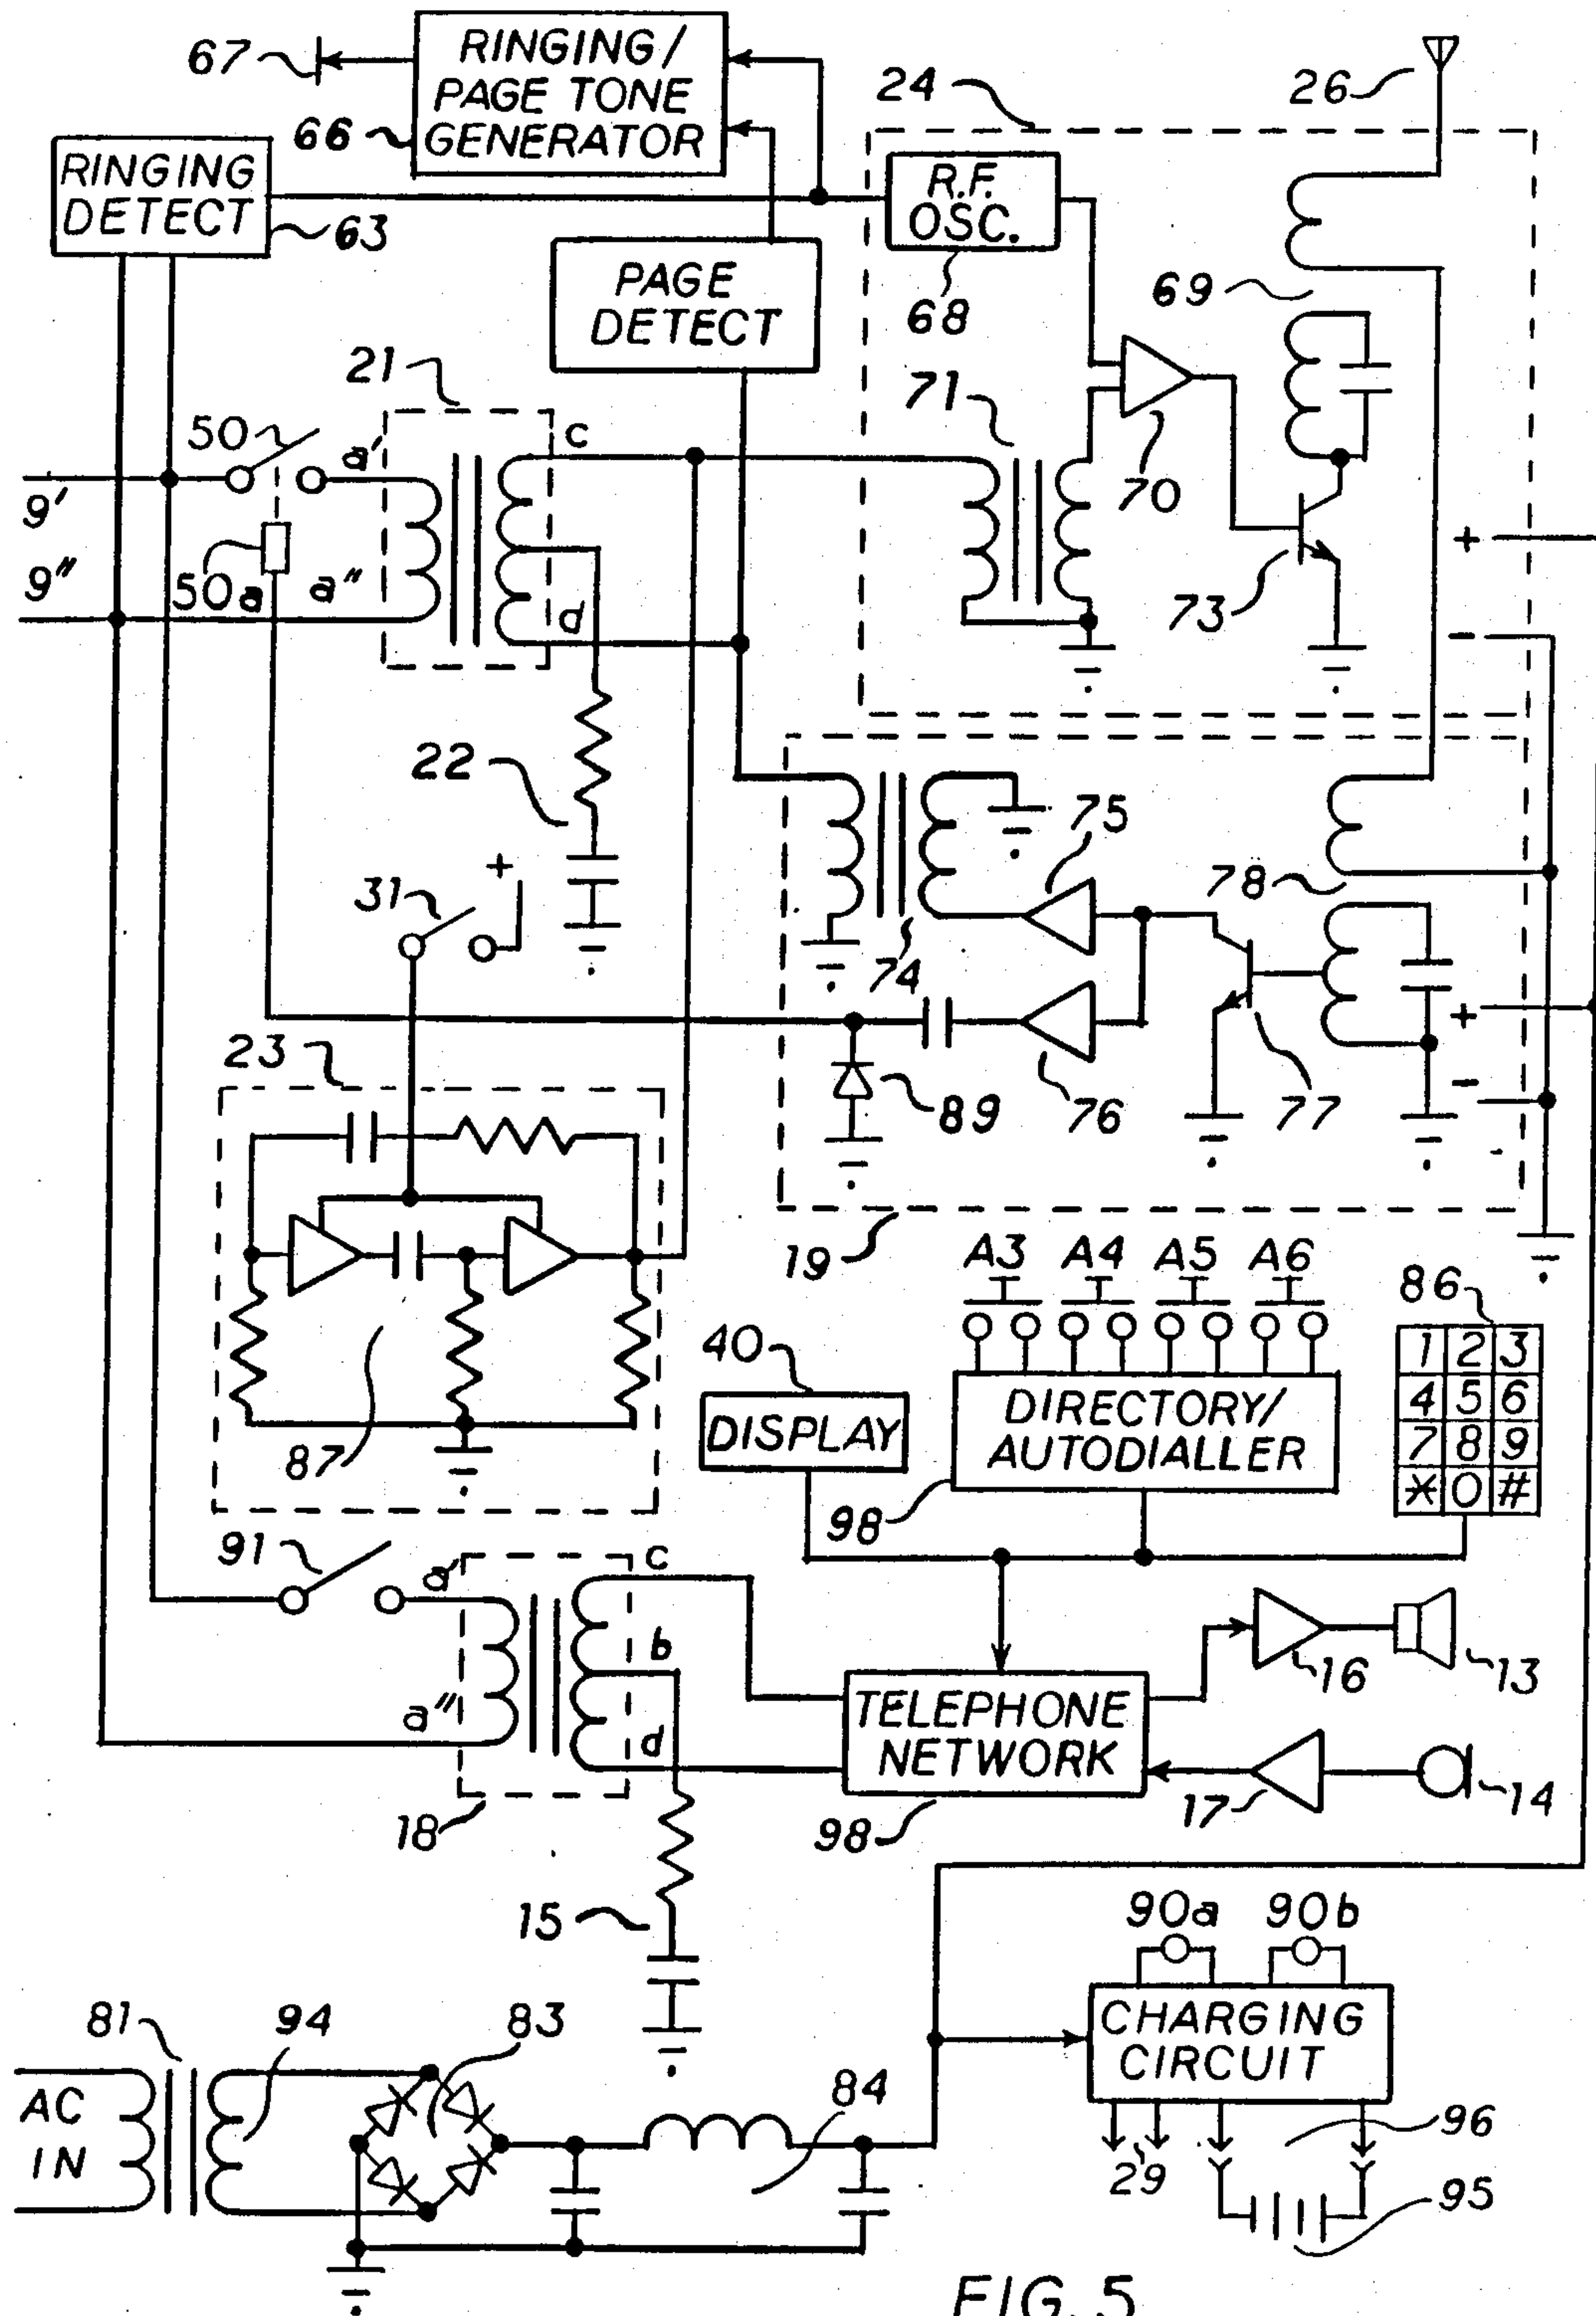 67
RINGING/
PAGE TONE
GENERATOR
66
24
26
RINGING
DETECT
63
R.F.
OSC.
68
69
PAGE
DETECT
21
71
70
50
a'
c
9'
9"
50a
a"
d
73
+
-
22
75
78
31
+
74
76
77
+
-
89
23
19
A3 A4 A5 A6
86
1 2 3
4 5 6
7 8 9
* 0 #
40
DISPLAY
DIRECTORY/
AUTODIALLER
98
87
91
a'
c
b
a"
d
18
TELEPHONE
NETWORK
98
16
13
17
14
15
90a 90b
CHARGING
CIRCUIT
81
94
83
84
AC
IN
29
96
95
FIG. 5